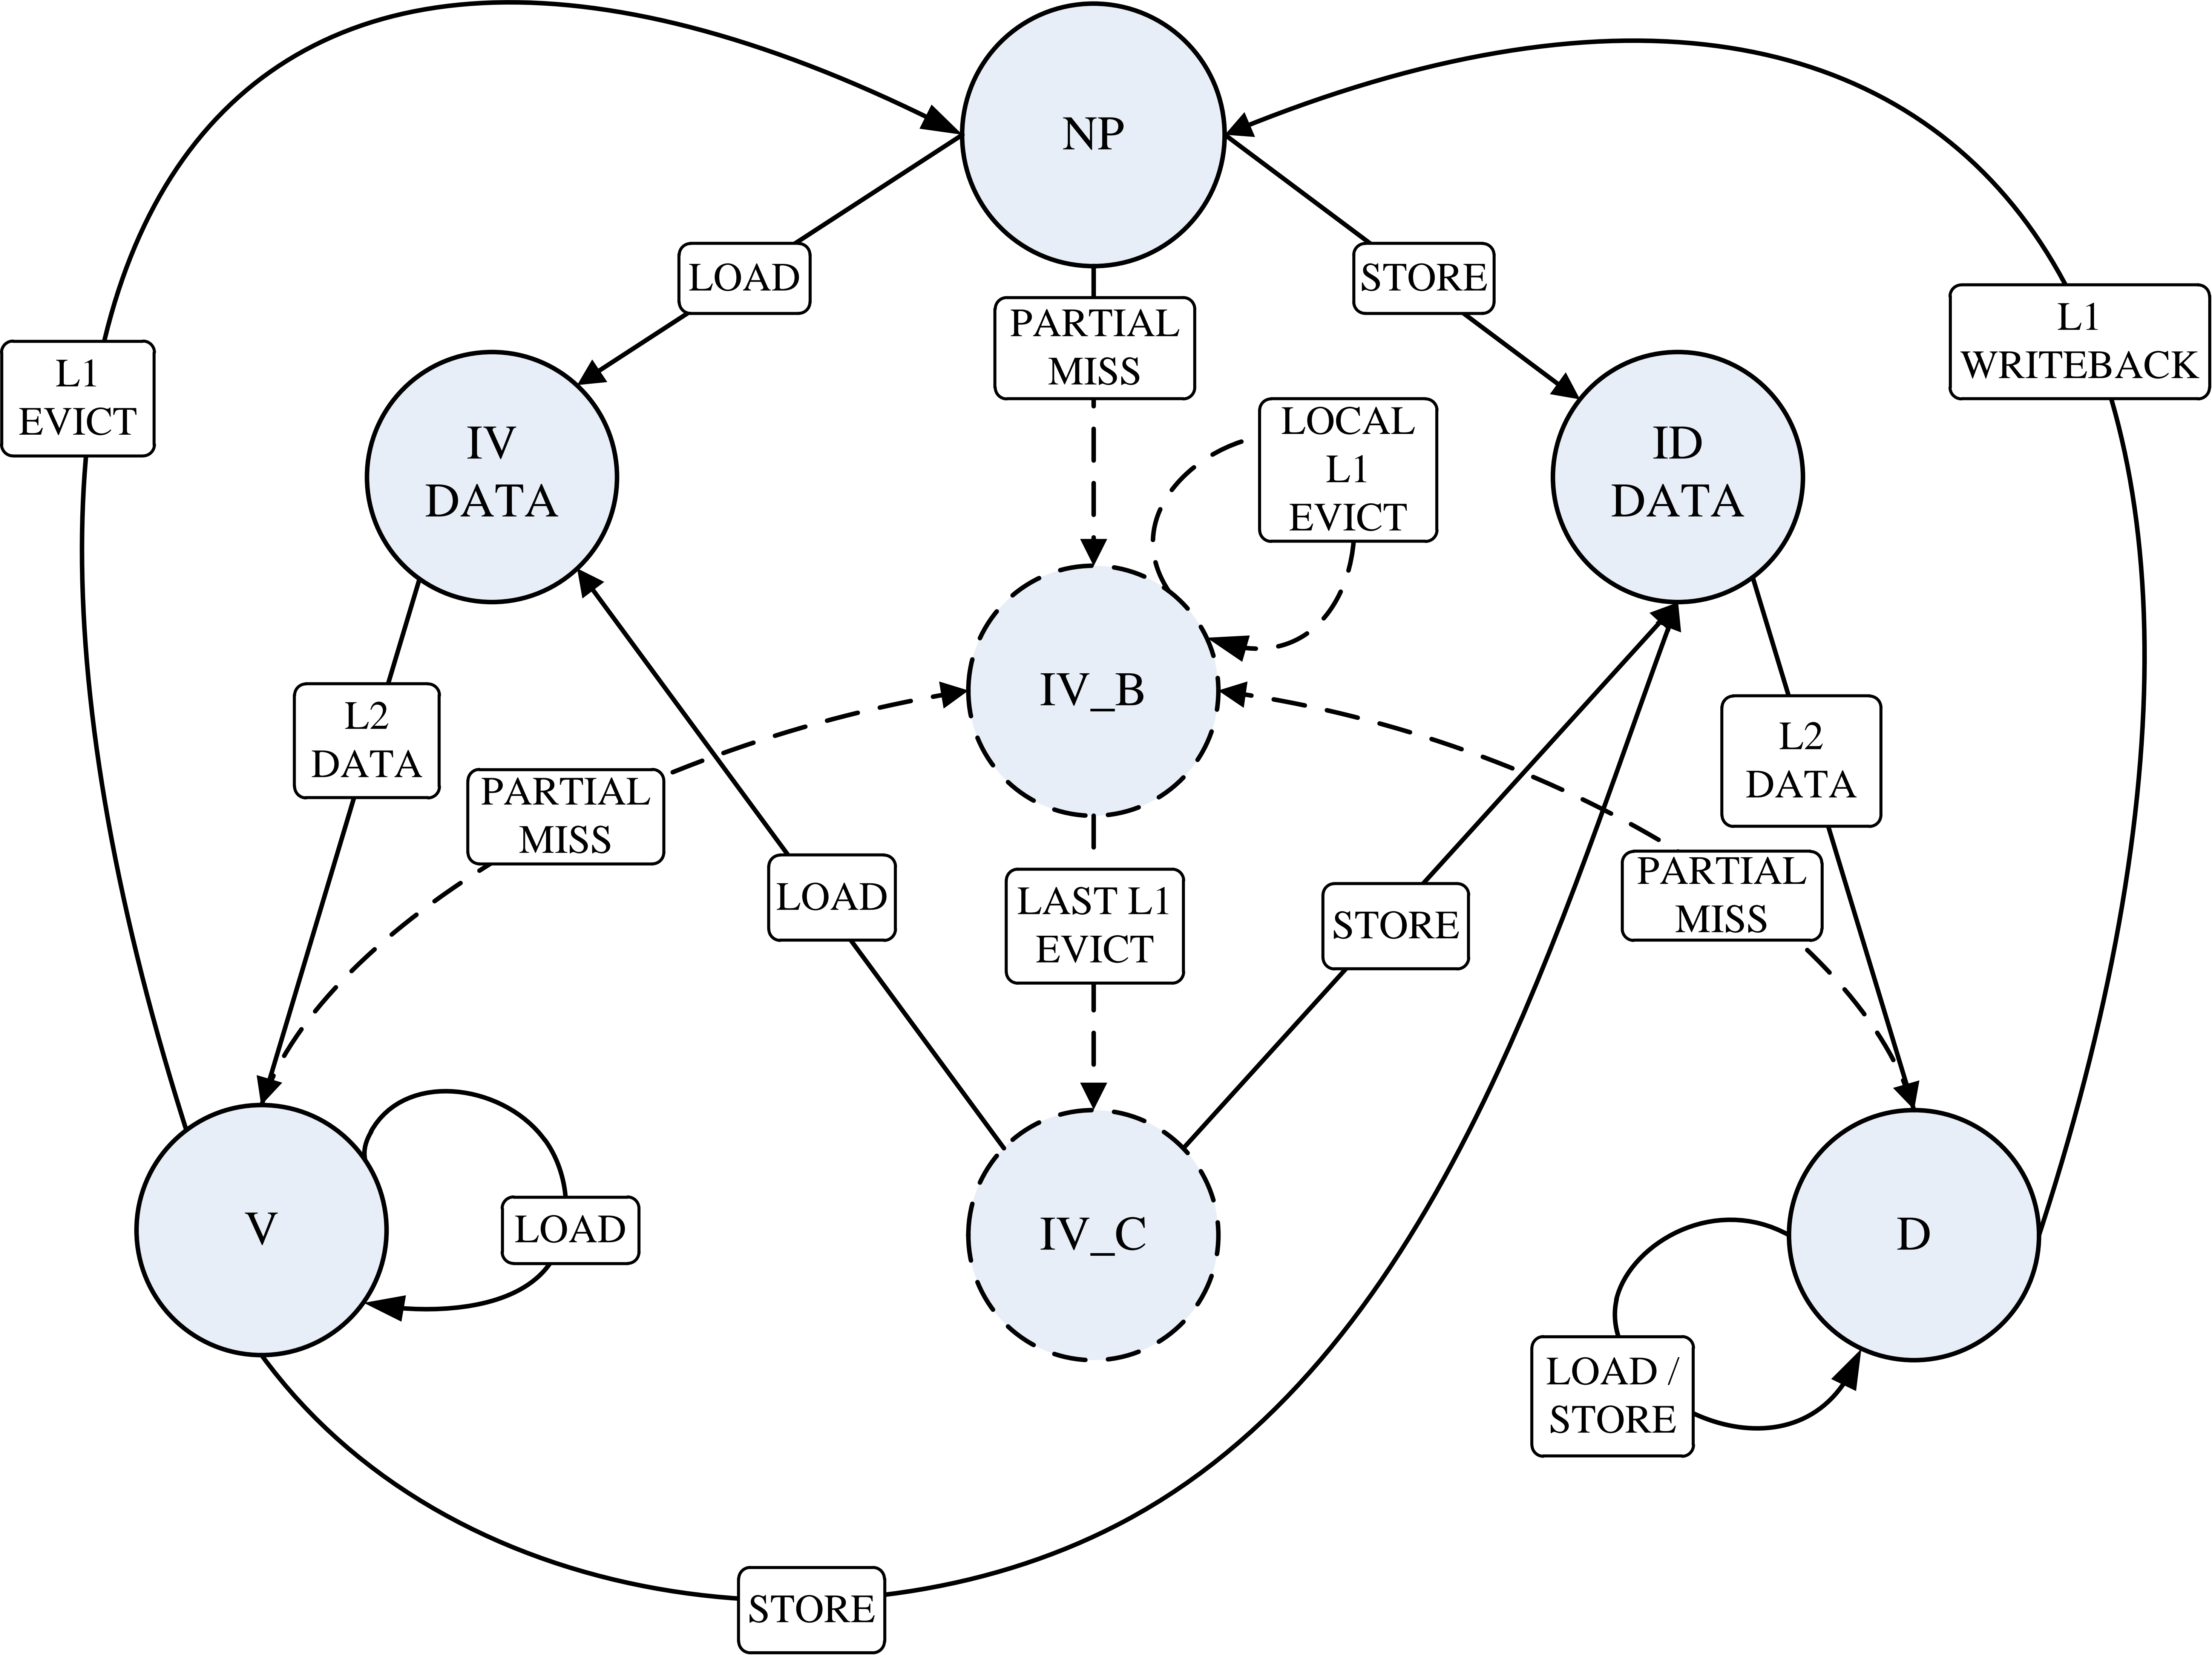 NP
LOAD
STORE
PARTIAL
MISS
L1
WRITEBACK
L1
EVICT
LOCAL
L1
EVICT
IV
DATA
ID
DATA
IV_B
L2
DATA
PARTIAL
MISS
L2
DATA
LOAD
LAST L1
EVICT
STORE
PARTIAL
MISS
V
LOAD
IV_C
D
LOAD /
STORE
STORE